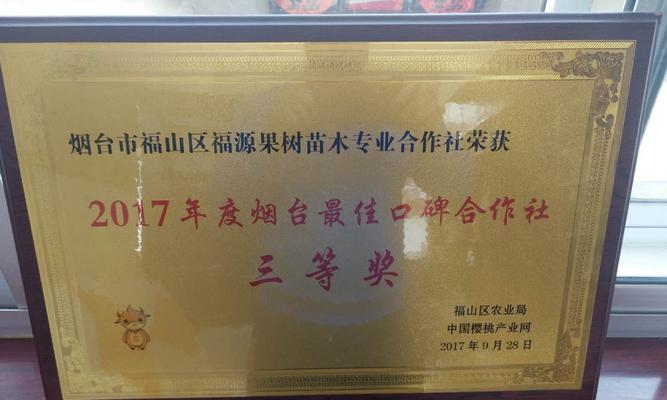 烟台市福山区福源果树苗木专业合作社荣获
2017年度烟台最佳口碑合作社
三等奖
福山区农业局
中国樱桃产业网
2017年9月28日